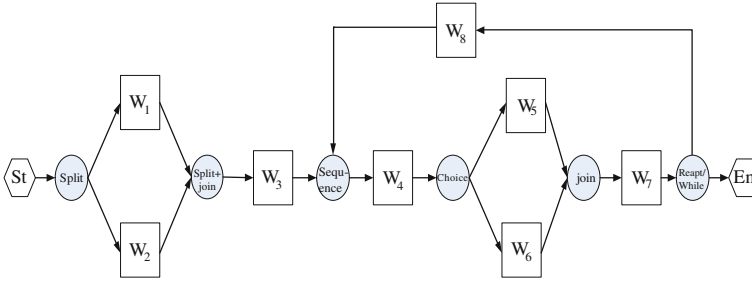 W8
W1
W5
St
Split
Split+
join
W3
Sequ-
ence
W4
Choice
join
W7
Reapt/
While
En
W2
W6